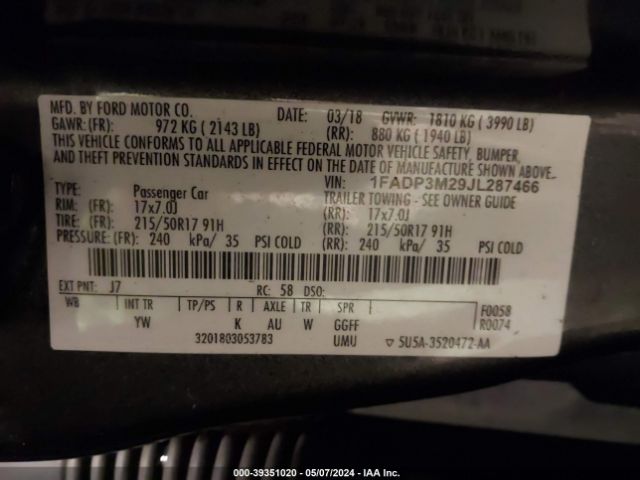 MFD. BY FORD MOTOR CO. DATE: 03/18 GVWR: 1810 KG ( 3990 LB)
GAWR: (FR): 972 KG ( 2143 LB) (RR): 880 KG ( 1940 LB)
THIS VEHICLE CONFORMS TO ALL APPLICABLE FEDERAL MOTOR VEHICLE SAFETY, BUMPER,
AND THEFT PREVENTION STANDARDS IN EFFECT ON THE DATE OF MANUFACTURE SHOWN ABOVE.
VIN: 1FADP3M29JL287466
TYPE: Passenger Car TRAILER TOWING - SEE OWNER GUIDE
RIM: (FR) 17x7.0J (RR): 17x7.0J
TIRE: (FR) 215/50R17 91H (RR): 215/50R17 91H
PRESSURE: (FR) 240 kPa/ 35 PSI COLD (RR): 240 kPa/ 35 PSI COLD
EXT PNT: J7 RC: 58 DSO:
WB INT TR TP/PS R AXLE TR SPR F0058
YW K AU W GGFF R0074
3201803053783 UMU ▽ 5U5A-3520472-AA
000-39351020 - 05/07/2024 - IAA Inc.